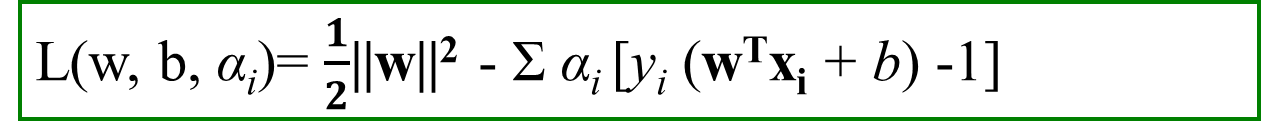 L(w, b, αᵢ)= ½||w||² - Σ αᵢ [yᵢ (wᵀxᵢ + b) -1]